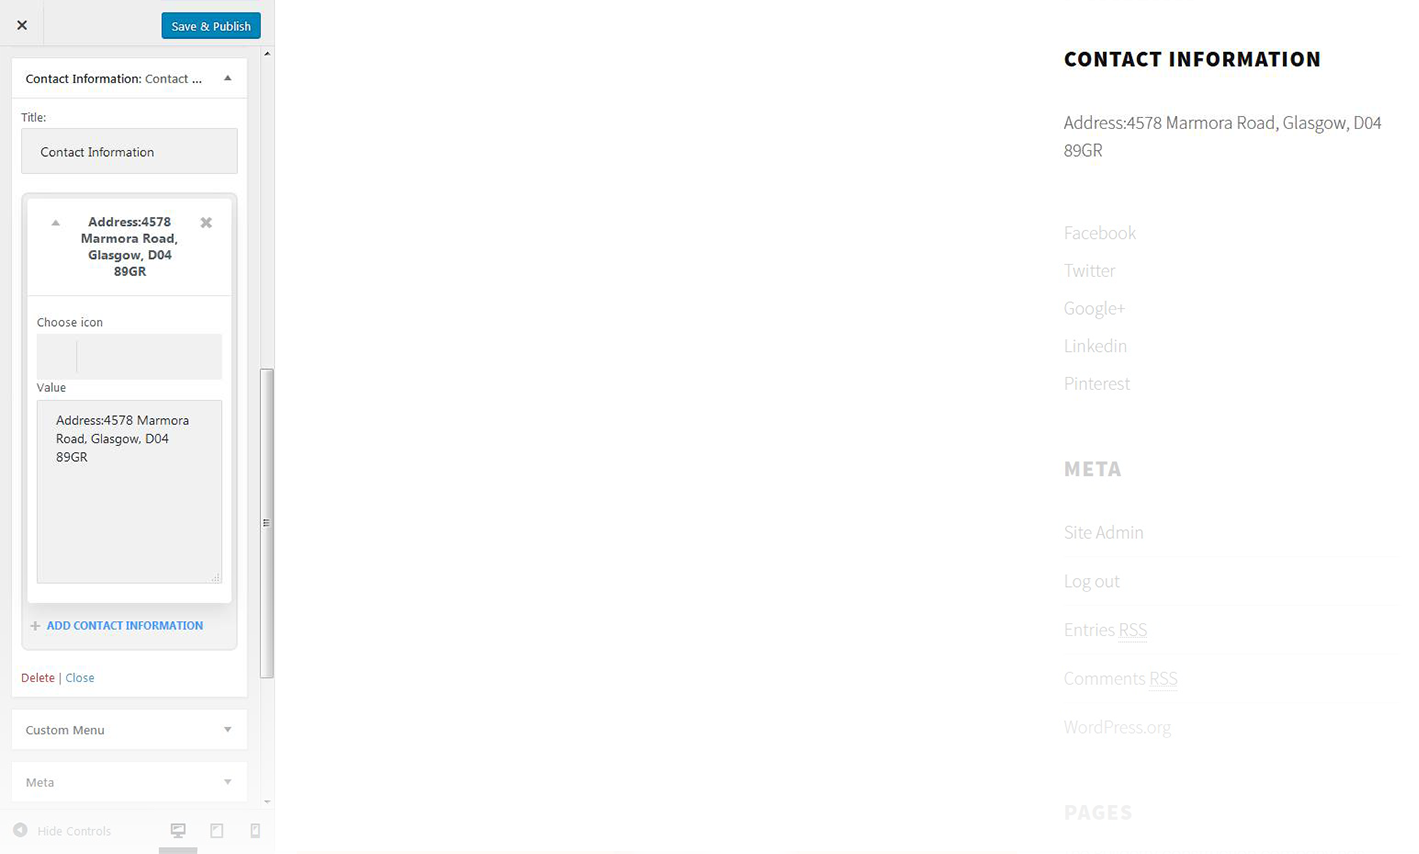 Save & Publish
Contact Information: Contact ...
Title:
Contact Information
Address:4578
Marmora Road,
Glasgow, D04
89GR
Choose icon
Value
Address:4578 Marmora
Road, Glasgow, D04
89GR
ADD CONTACT INFORMATION
Delete | Close
Custom Menu
Meta
Hide Controls
CONTACT INFORMATION
Address:4578 Marmora Road, Glasgow, D04
89GR
Facebook
Twitter
Google+
Linkedin
Pinterest
META
Site Admin
Log out
Entries RSS
Comments RSS
WordPress.org
PAGES